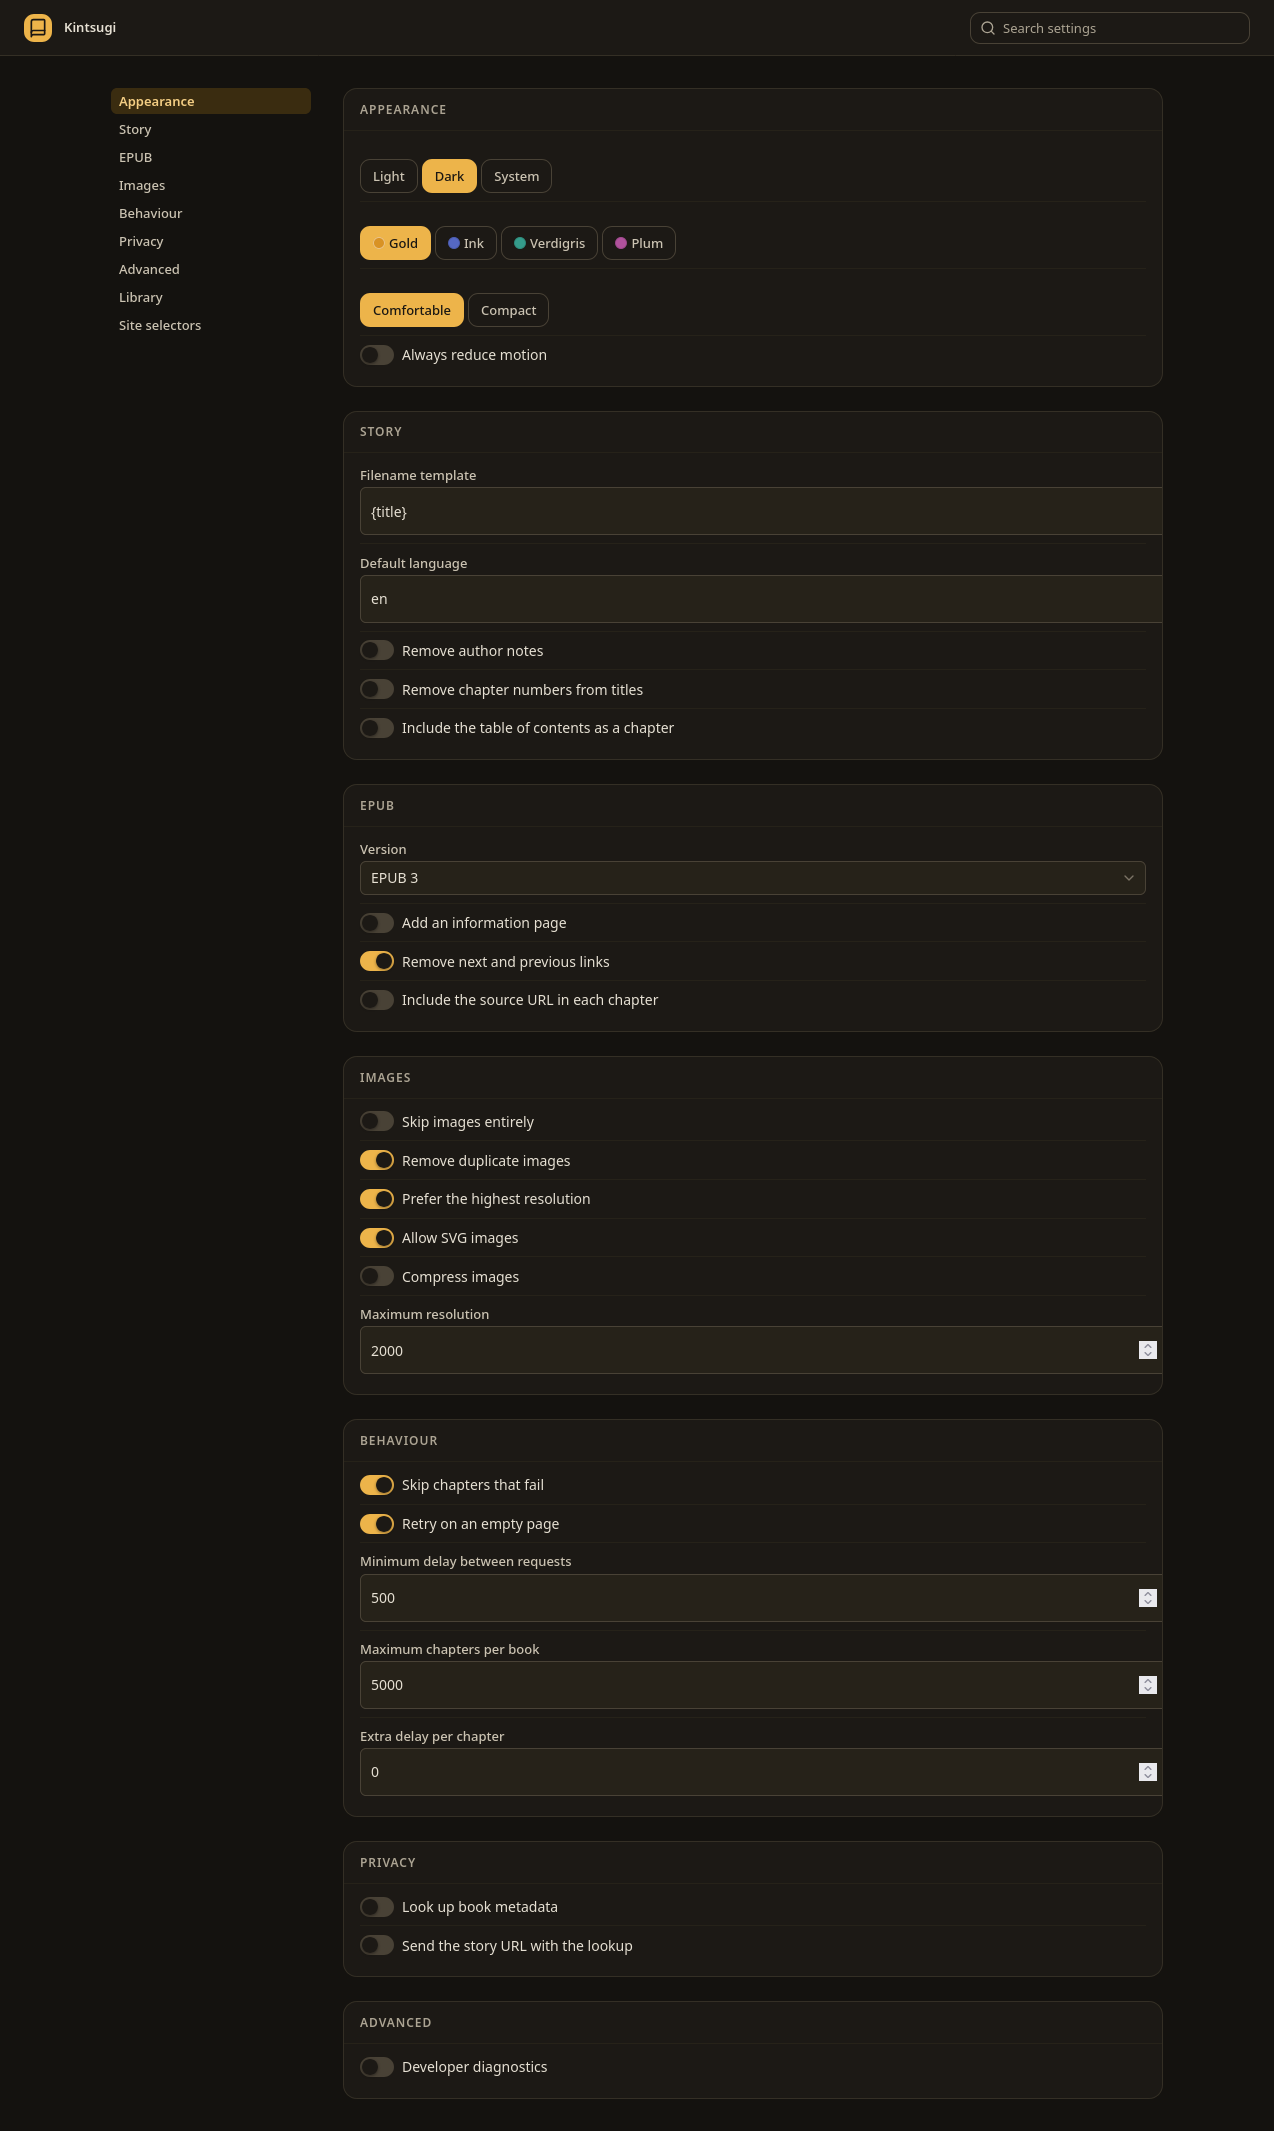 Kintsugi
Search settings
Appearance
Story
EPUB
Images
Behaviour
Privacy
Advanced
Library
Site selectors
APPEARANCE
Light Dark System
Gold Ink Verdigris Plum
Comfortable Compact
Always reduce motion
STORY
Filename template
{title}
Default language
en
Remove author notes
Remove chapter numbers from titles
Include the table of contents as a chapter
EPUB
Version
EPUB 3
Add an information page
Remove next and previous links
Include the source URL in each chapter
IMAGES
Skip images entirely
Remove duplicate images
Prefer the highest resolution
Allow SVG images
Compress images
Maximum resolution
2000
BEHAVIOUR
Skip chapters that fail
Retry on an empty page
Minimum delay between requests
500
Maximum chapters per book
5000
Extra delay per chapter
0
PRIVACY
Look up book metadata
Send the story URL with the lookup
ADVANCED
Developer diagnostics